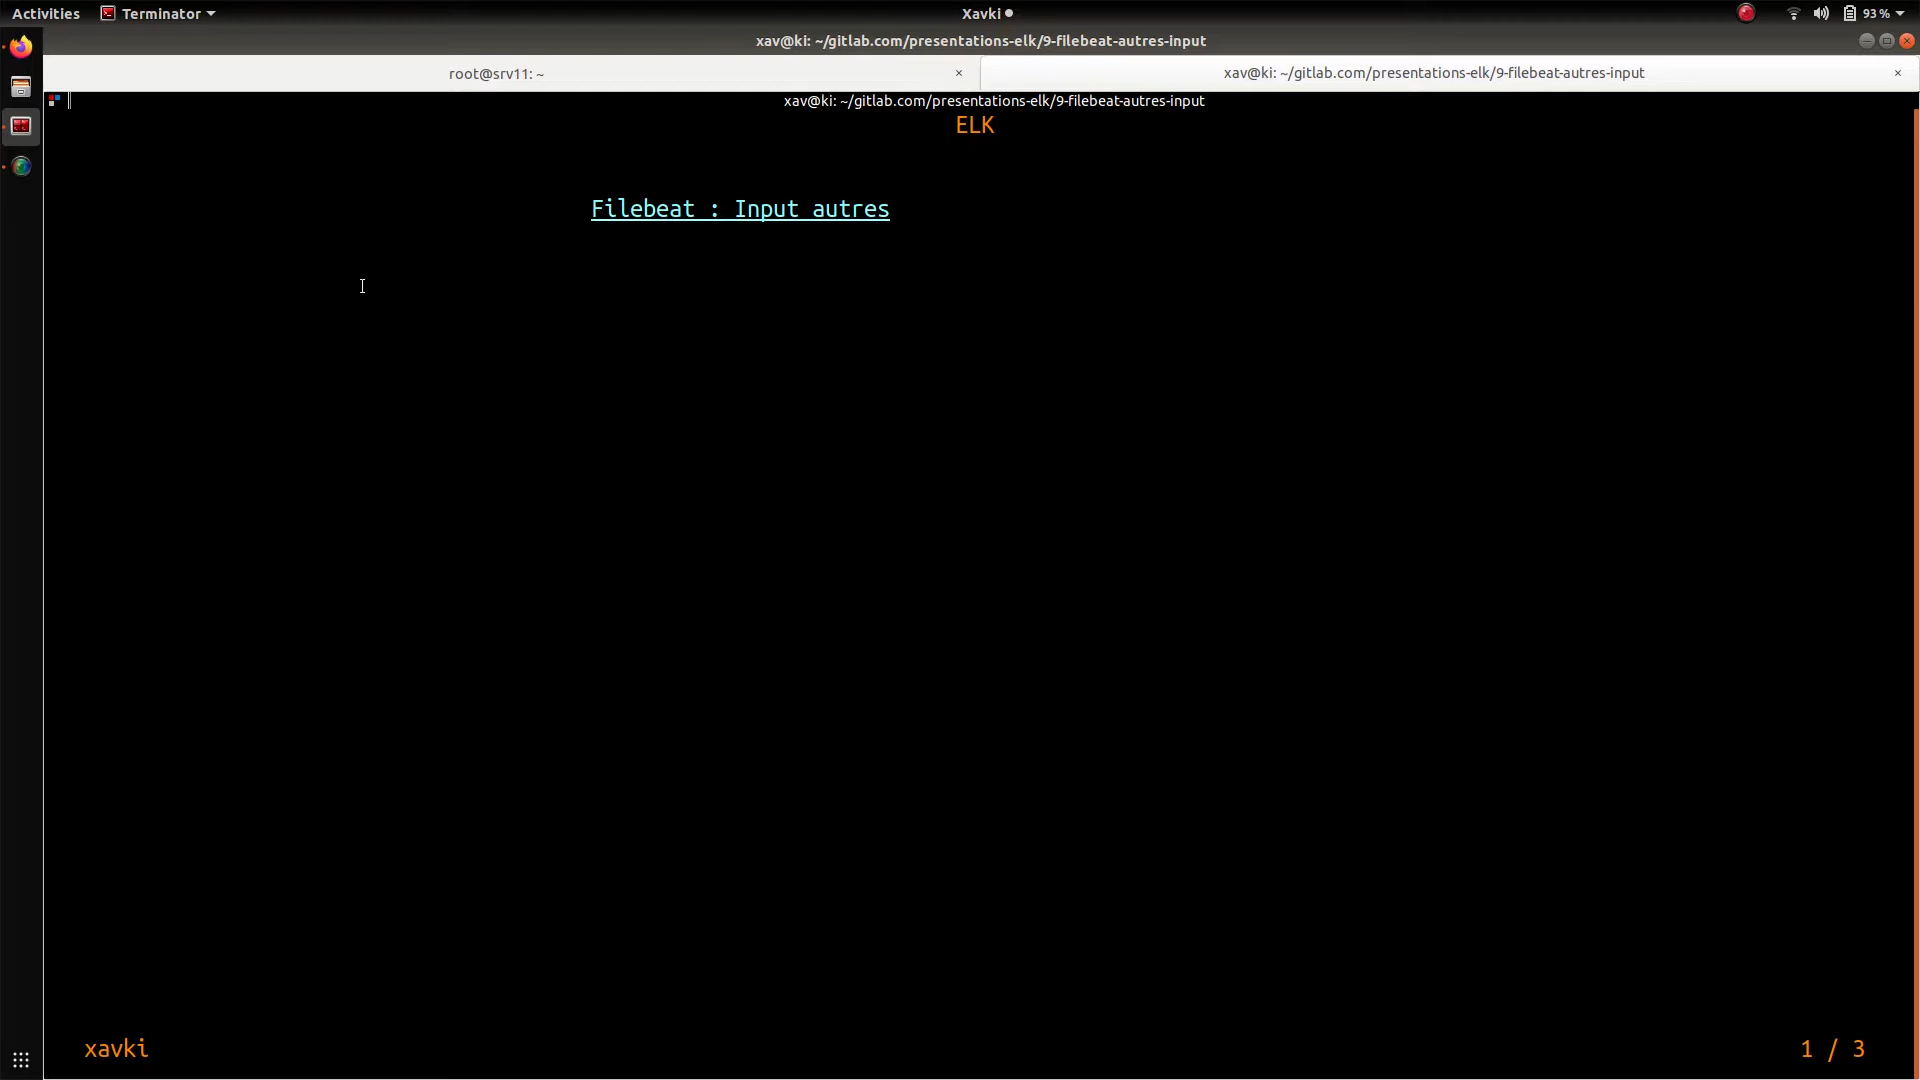 Activities Terminator Xavki 93 %
xav@ki: ~/gitlab.com/presentations-elk/9-filebeat-autres-input
root@srv11: ~ × xav@ki: ~/gitlab.com/presentations-elk/9-filebeat-autres-input ×
xav@ki: ~/gitlab.com/presentations-elk/9-filebeat-autres-input
ELK
Filebeat : Input autres
xavki 1 / 3